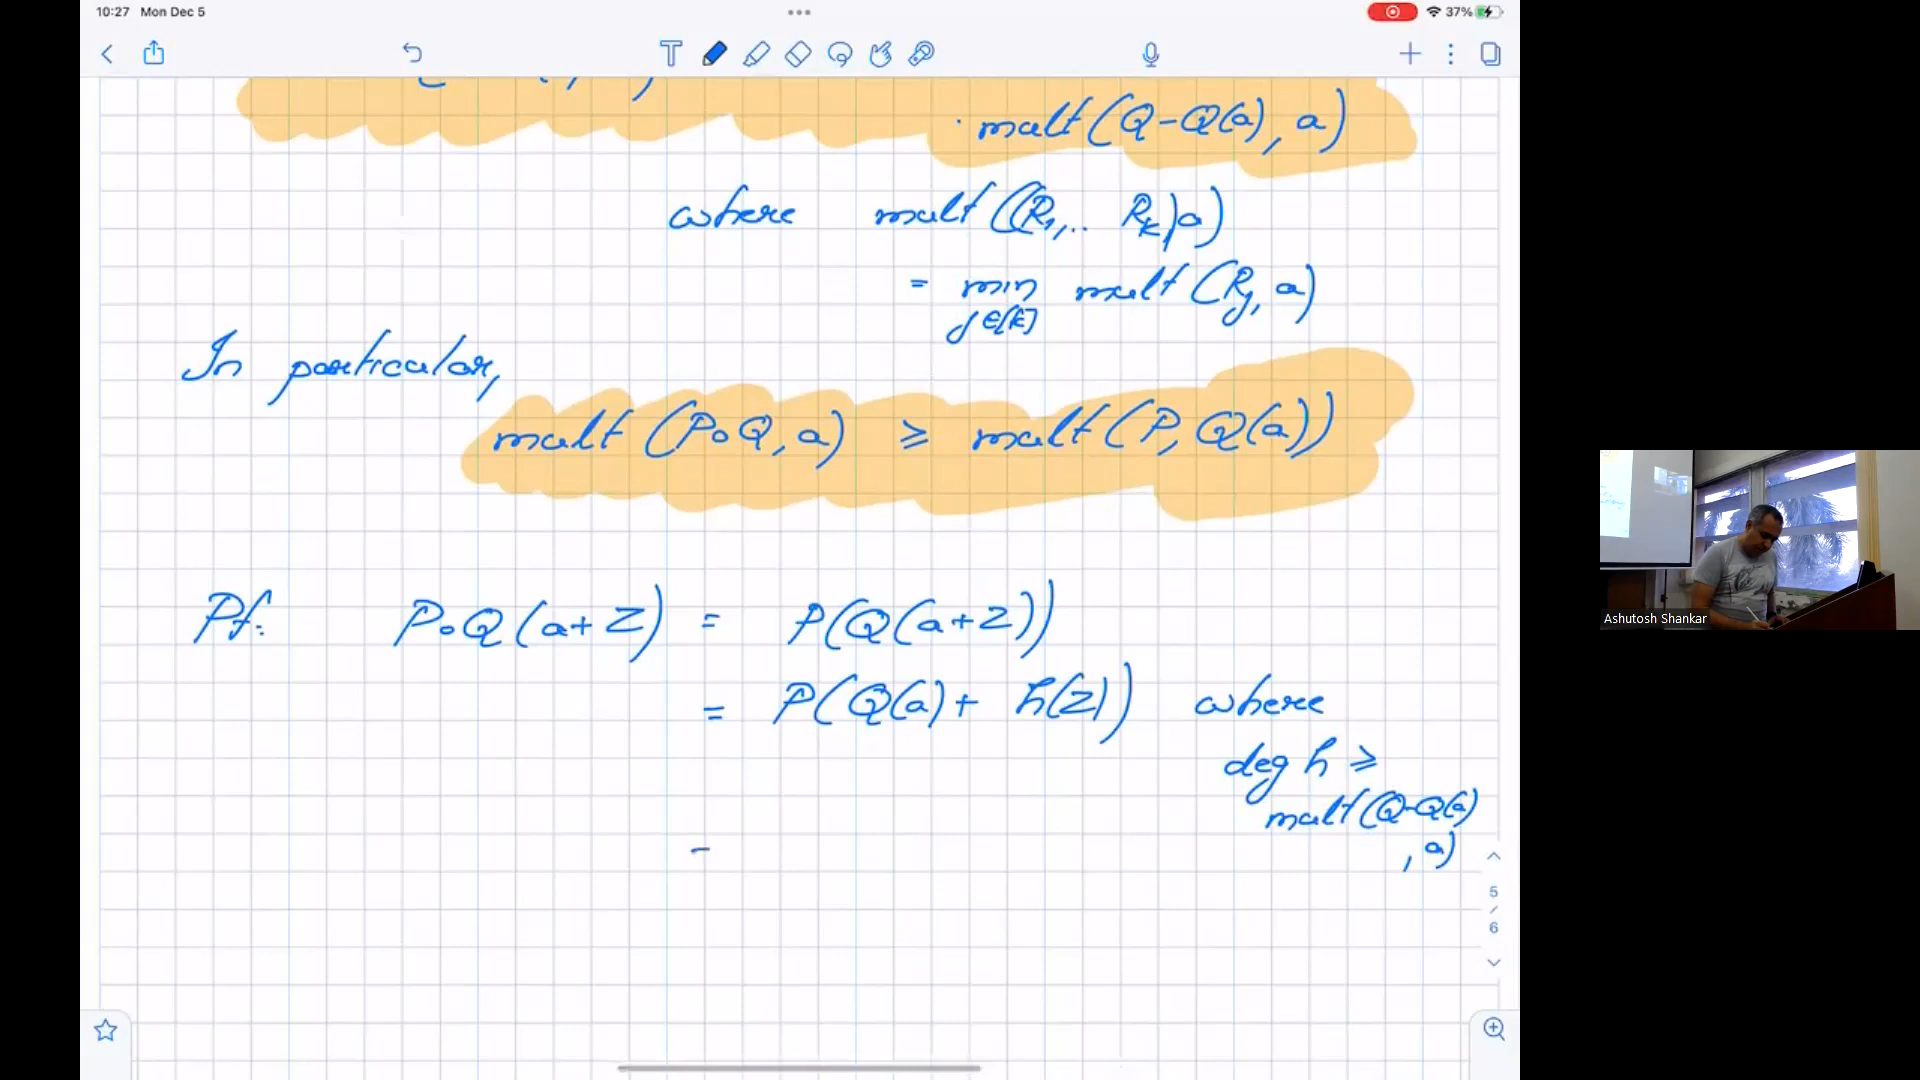 10:27 Mon Dec 5
37%
T
· mult (Q-Q(a), a)
where mult ((R₁,.. Rₖ), a)
= min mult (Rⱼ, a)
j∈[k]
In particular,
mult (P∘Q, a) ≥ mult (P, Q(a))
Pf: P∘Q (a+Z) = P(Q(a+Z))
= P(Q(a)+ h(Z)) where
deg h ≥
mult (Q-Q(a)
, a)
=
5
/
6
Ashutosh Shankar